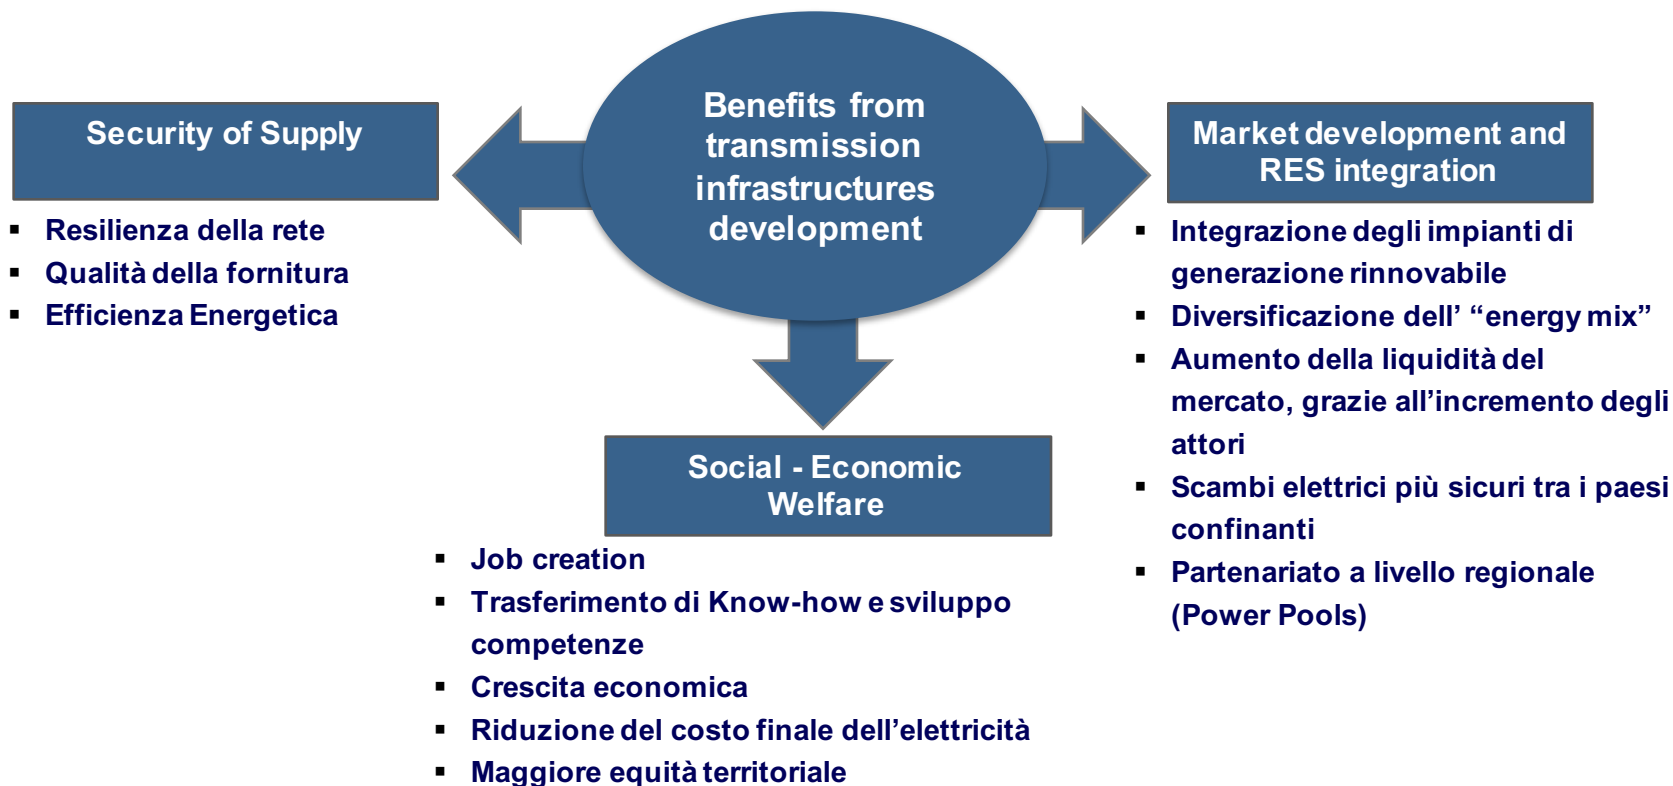 Benefits from
transmission
infrastructures
development
Security of Supply
▪ Resilienza della rete
▪ Qualità della fornitura
▪ Efficienza Energetica
Market development and
RES integration
▪ Integrazione degli impianti di
generazione rinnovabile
▪ Diversificazione dell’ “energy mix”
▪ Aumento della liquidità del
mercato, grazie all’incremento degli
attori
▪ Scambi elettrici più sicuri tra i paesi
confinanti
▪ Partenariato a livello regionale
(Power Pools)
Social - Economic
Welfare
▪ Job creation
▪ Trasferimento di Know-how e sviluppo
competenze
▪ Crescita economica
▪ Riduzione del costo finale dell’elettricità
▪ Maggiore equità territoriale